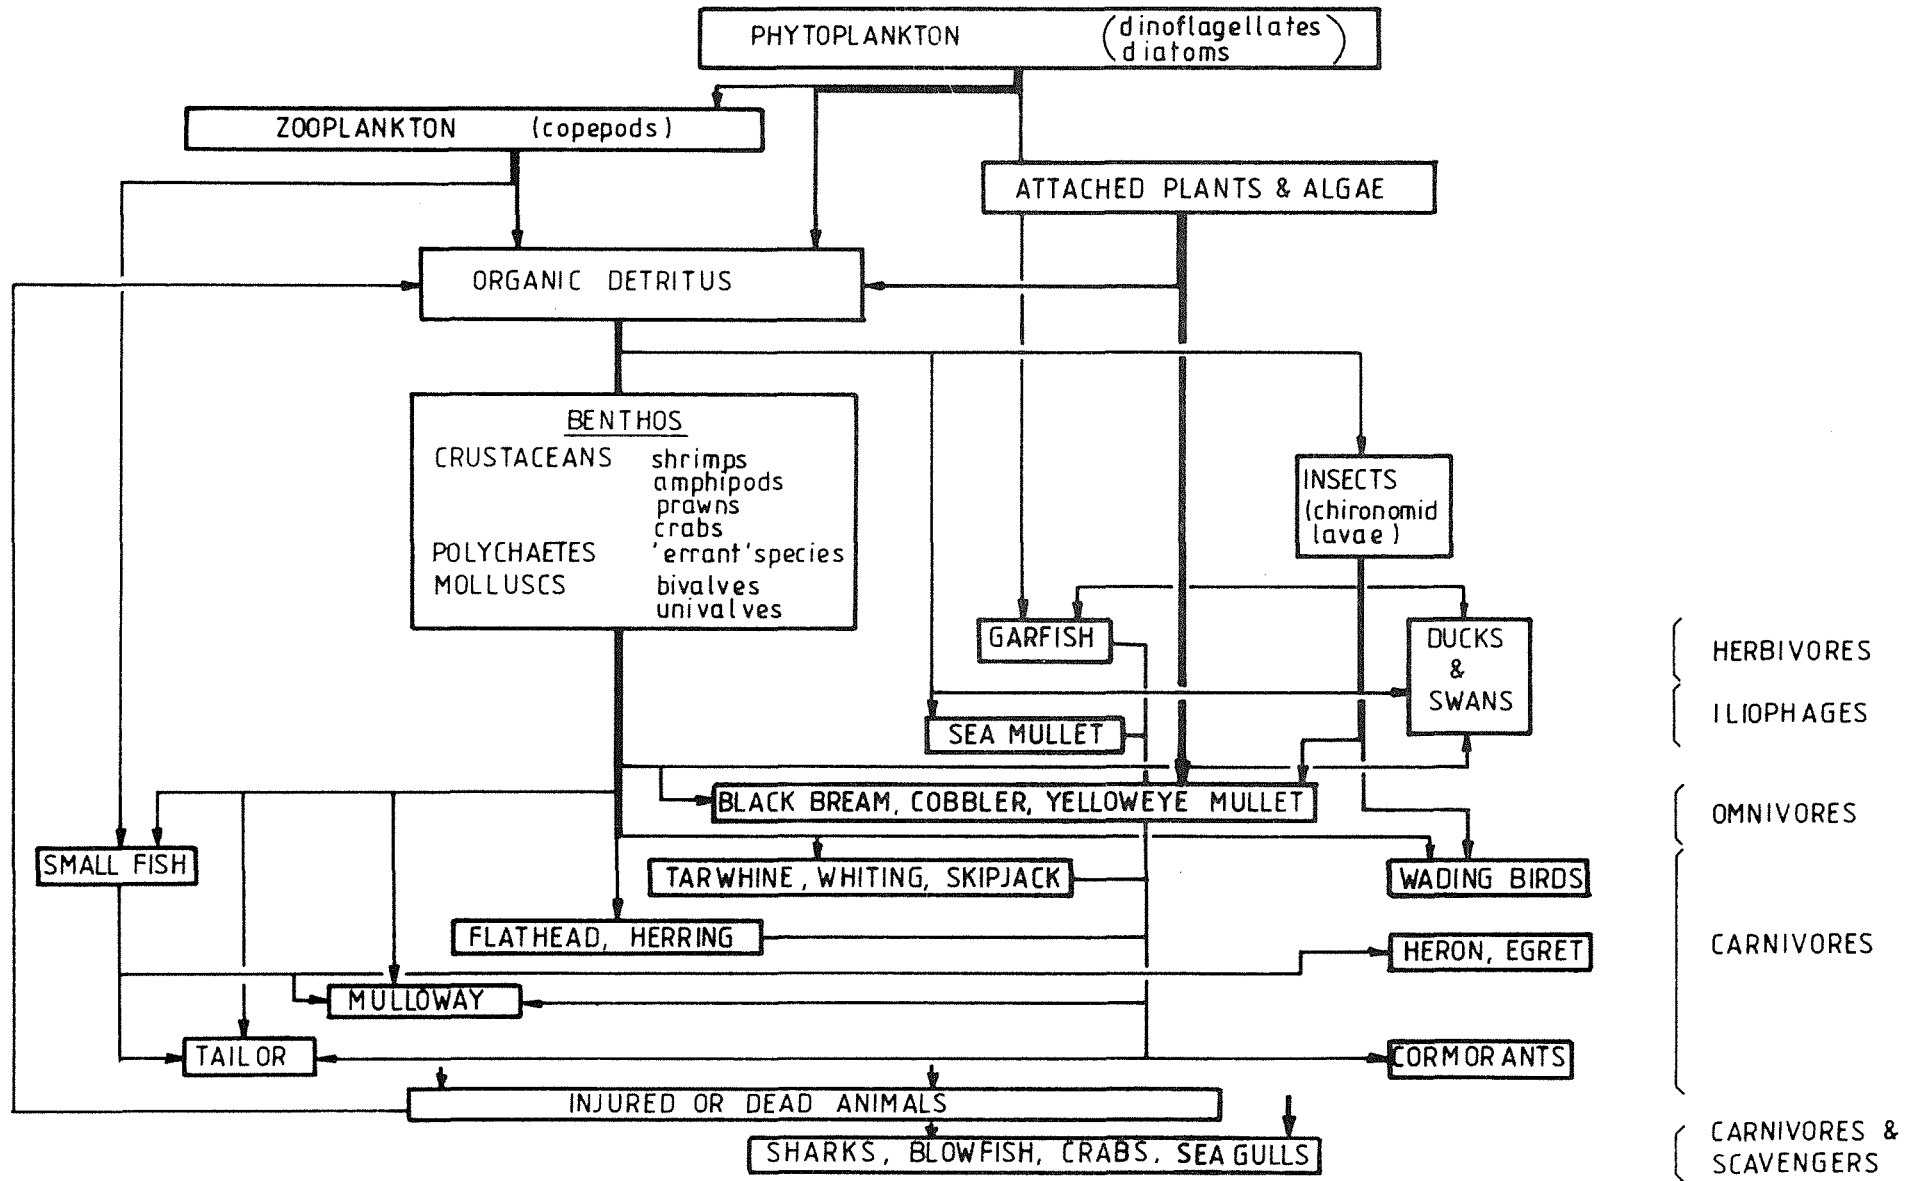 PHYTOPLANKTON (dinoflagellates
diatoms)
ZOOPLANKTON (copepods)
ATTACHED PLANTS & ALGAE
ORGANIC DETRITUS
BENTHOS
CRUSTACEANS shrimps
amphipods
prawns
crabs
POLYCHAETES 'errant' species
MOLLUSCS bivalves
univalves
INSECTS
(chironomid
lavae)
GARFISH
DUCKS
&
SWANS
HERBIVORES
ILIOPHAGES
SEA MULLET
BLACK BREAM, COBBLER, YELLOWEYE MULLET
OMNIVORES
SMALL FISH
TARWHINE, WHITING, SKIPJACK
WADING BIRDS
FLATHEAD, HERRING
HERON, EGRET
CARNIVORES
MULLOWAY
TAILOR
CORMORANTS
INJURED OR DEAD ANIMALS
SHARKS, BLOWFISH, CRABS. SEA GULLS
CARNIVORES &
SCAVENGERS